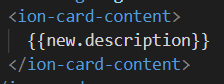 <ion-card-content>
{{new.description}}
</ion-card-content>